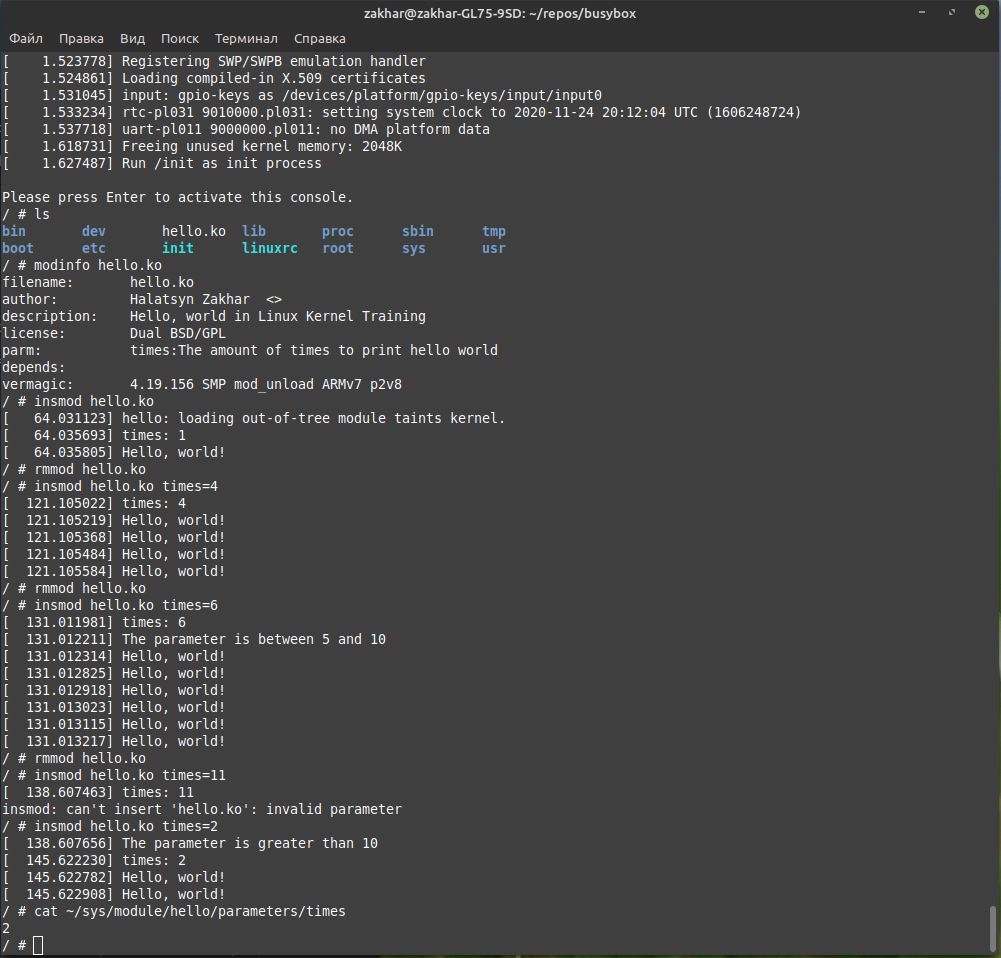 zakhar@zakhar-GL75-9SD: ~/repos/busybox
Файл Правка Вид Поиск Терминал Справка
[    1.523778] Registering SWP/SWPB emulation handler
[    1.524861] Loading compiled-in X.509 certificates
[    1.531045] input: gpio-keys as /devices/platform/gpio-keys/input/input0
[    1.533234] rtc-pl031 9010000.pl031: setting system clock to 2020-11-24 20:12:04 UTC (1606248724)
[    1.537718] uart-pl011 9000000.pl011: no DMA platform data
[    1.618731] Freeing unused kernel memory: 2048K
[    1.627487] Run /init as init process
Please press Enter to activate this console.
/ # ls
bin       dev       hello.ko  lib       proc      sbin      tmp
boot      etc       init      linuxrc   root      sys       usr
/ # modinfo hello.ko
filename:       hello.ko
author:         Halatsyn Zakhar  <>
description:    Hello, world in Linux Kernel Training
license:        Dual BSD/GPL
parm:           times:The amount of times to print hello world
depends:
vermagic:       4.19.156 SMP mod_unload ARMv7 p2v8
/ # insmod hello.ko
[   64.031123] hello: loading out-of-tree module taints kernel.
[   64.035693] times: 1
[   64.035805] Hello, world!
/ # rmmod hello.ko
/ # insmod hello.ko times=4
[  121.105022] times: 4
[  121.105219] Hello, world!
[  121.105368] Hello, world!
[  121.105484] Hello, world!
[  121.105584] Hello, world!
/ # rmmod hello.ko
/ # insmod hello.ko times=6
[  131.011981] times: 6
[  131.012211] The parameter is between 5 and 10
[  131.012314] Hello, world!
[  131.012825] Hello, world!
[  131.012918] Hello, world!
[  131.013023] Hello, world!
[  131.013115] Hello, world!
[  131.013217] Hello, world!
/ # rmmod hello.ko
/ # insmod hello.ko times=11
[  138.607463] times: 11
insmod: can't insert 'hello.ko': invalid parameter
/ # insmod hello.ko times=2
[  138.607656] The parameter is greater than 10
[  145.622230] times: 2
[  145.622782] Hello, world!
[  145.622908] Hello, world!
/ # cat ~/sys/module/hello/parameters/times
2
/ #